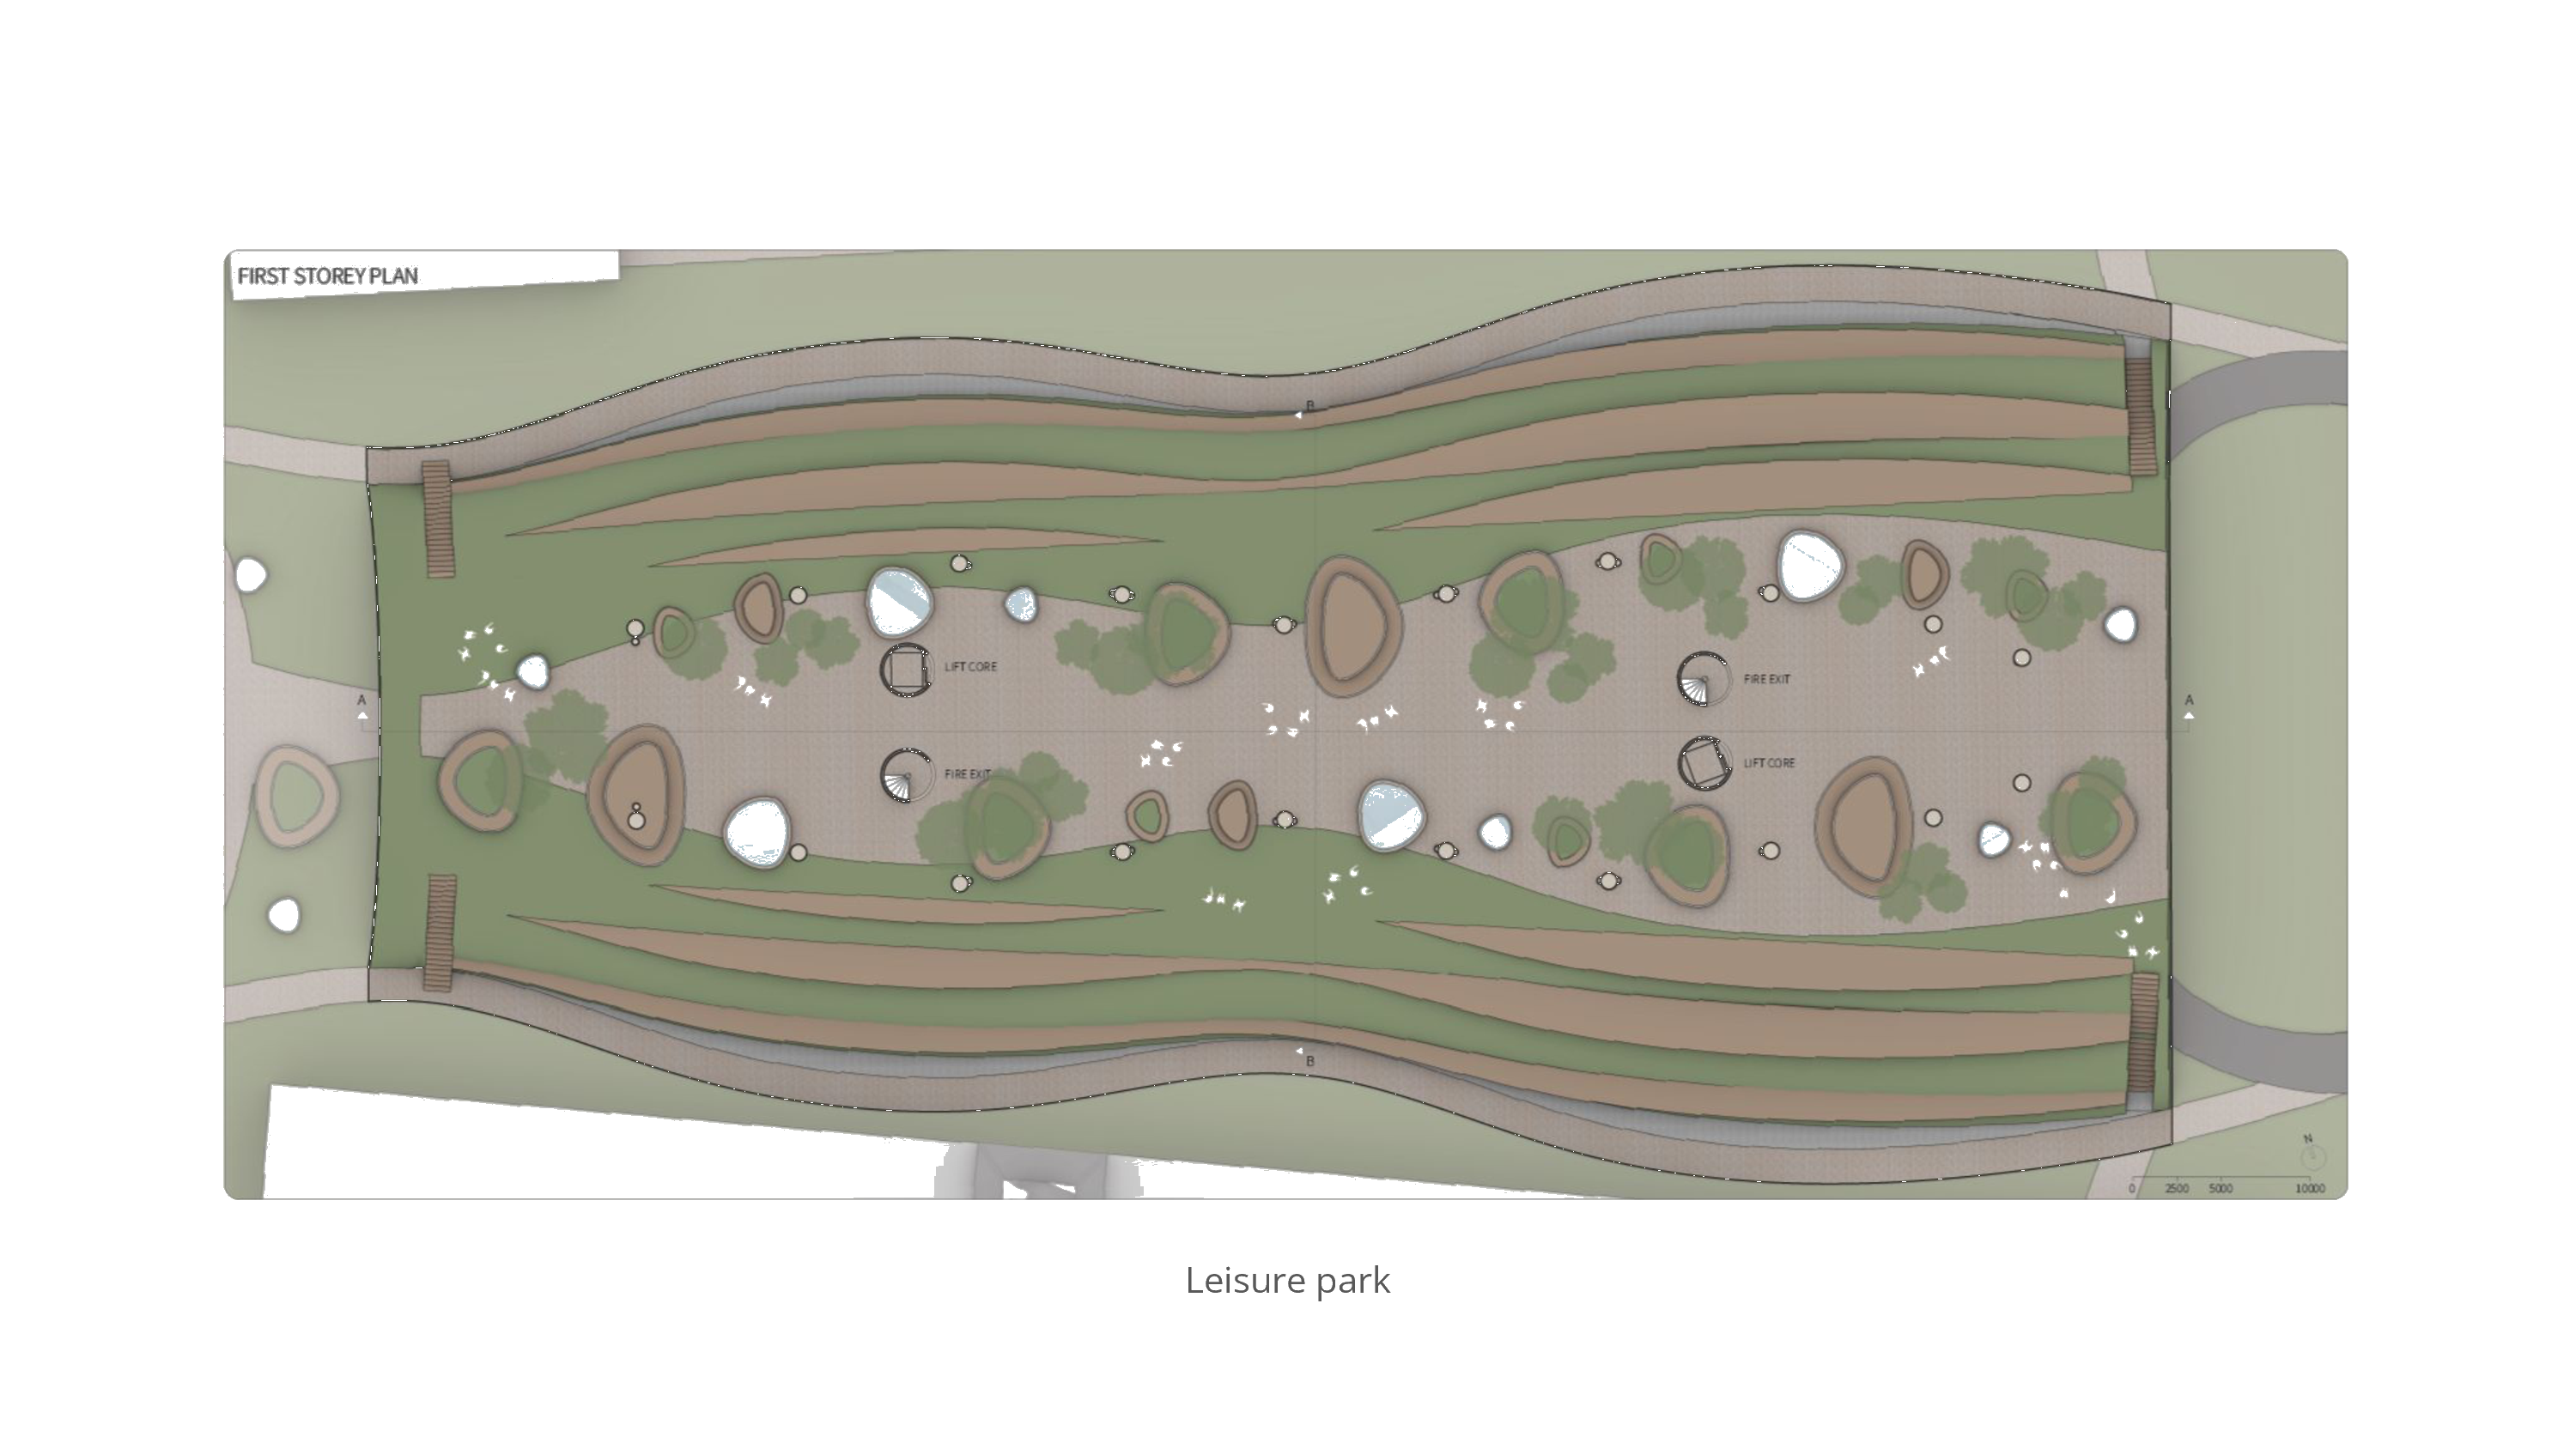 FIRST STOREY PLAN
B
LIFT CORE
FIRE EXIT
A
A
FIRE EXIT
LIFT CORE
B
N
0 2500 5000 10000
Leisure park